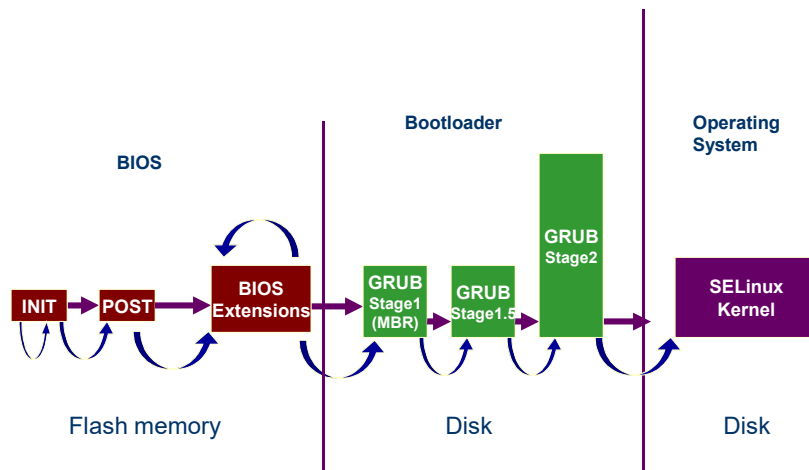 BIOS
Bootloader
Operating
System
INIT
POST
BIOS
Extensions
GRUB
Stage1
(MBR)
GRUB
Stage1.5
GRUB
Stage2
SELinux
Kernel
Flash memory
Disk
Disk